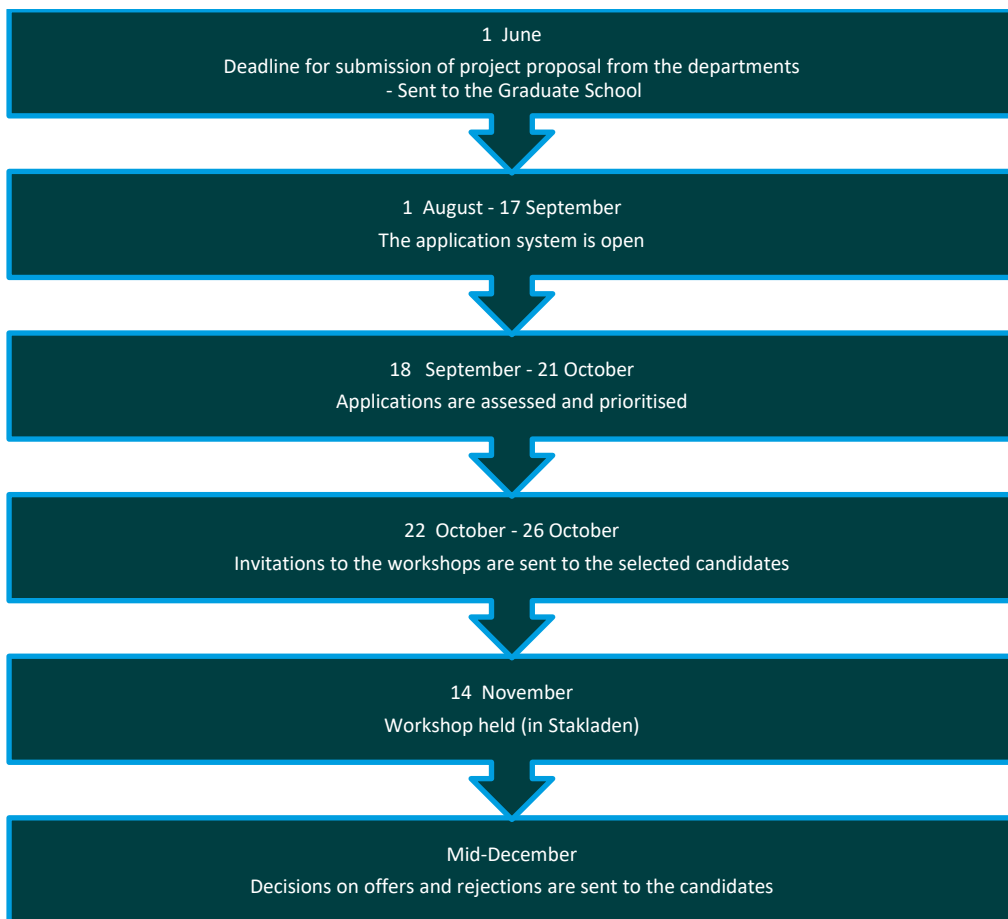 1 June
Deadline for submission of project proposal from the departments
- Sent to the Graduate School
1 August - 17 September
The application system is open
18 September - 21 October
Applications are assessed and prioritised
22 October - 26 October
Invitations to the workshops are sent to the selected candidates
14 November
Workshop held (in Stakladen)
Mid-December
Decisions on offers and rejections are sent to the candidates